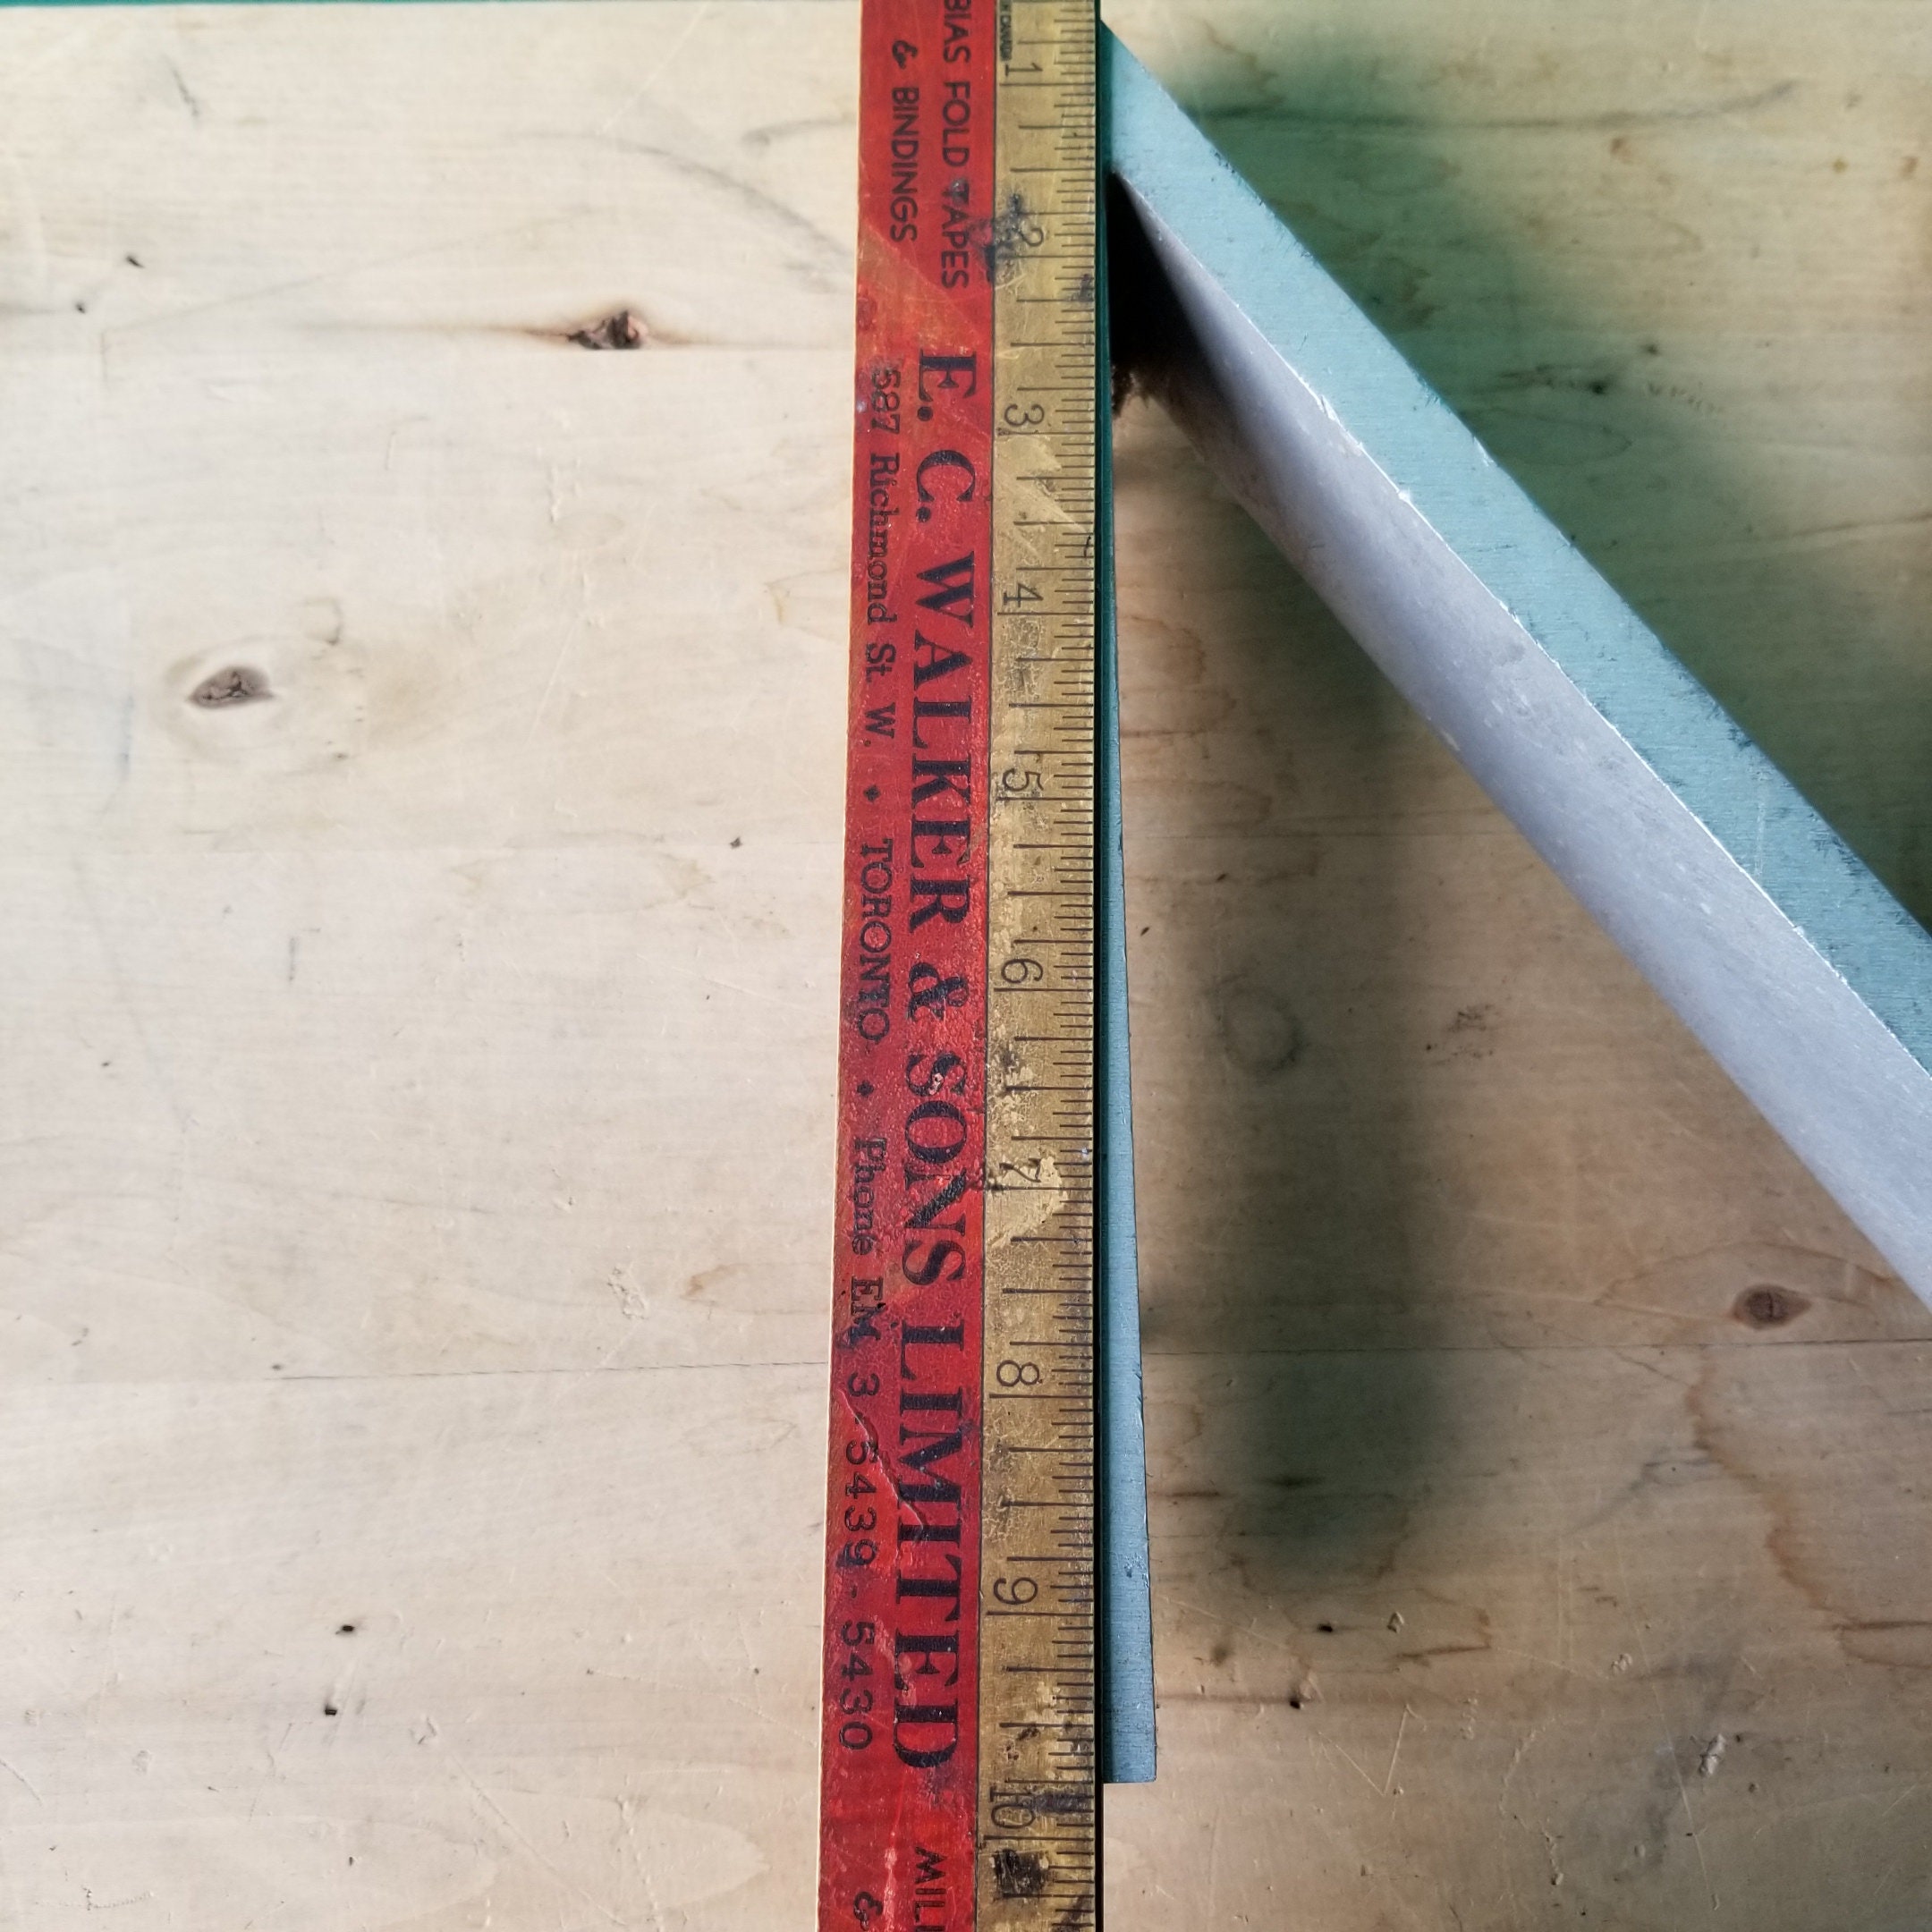 BIAS FOLD TAPES
& BINDINGS
E. C. WALKER & SONS LIMITED
587 Richmond St. W. • TORONTO • Phone EM 3-5439-5430
&
1 2 3 4 5 6 7 8 9 10